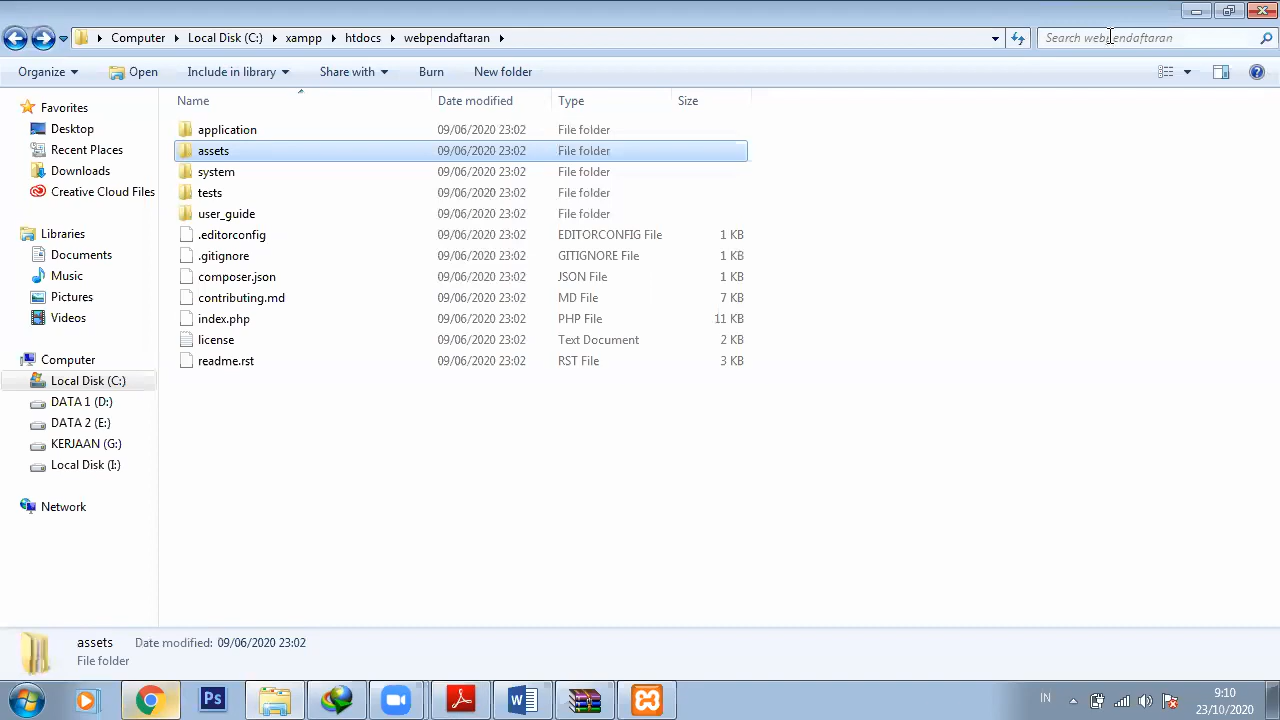 Computer Local Disk (C:) xampp htdocs webpendaftaran Search webpendaftaran
Organize Open Include in library Share with Burn New folder
Name Date modified Type Size
Favorites
Desktop
Recent Places
Downloads
Creative Cloud Files
Libraries
Documents
Music
Pictures
Videos
Computer
Local Disk (C:)
DATA 1 (D:)
DATA 2 (E:)
KERJAAN (G:)
Local Disk (I:)
Network
application 09/06/2020 23:02 File folder
assets 09/06/2020 23:02 File folder
system 09/06/2020 23:02 File folder
tests 09/06/2020 23:02 File folder
user_guide 09/06/2020 23:02 File folder
.editorconfig 09/06/2020 23:02 EDITORCONFIG File 1 KB
.gitignore 09/06/2020 23:02 GITIGNORE File 1 KB
composer.json 09/06/2020 23:02 JSON File 1 KB
contributing.md 09/06/2020 23:02 MD File 7 KB
index.php 09/06/2020 23:02 PHP File 11 KB
license 09/06/2020 23:02 Text Document 2 KB
readme.rst 09/06/2020 23:02 RST File 3 KB
assets Date modified: 09/06/2020 23:02
File folder
Ps W IN 9:10
23/10/2020